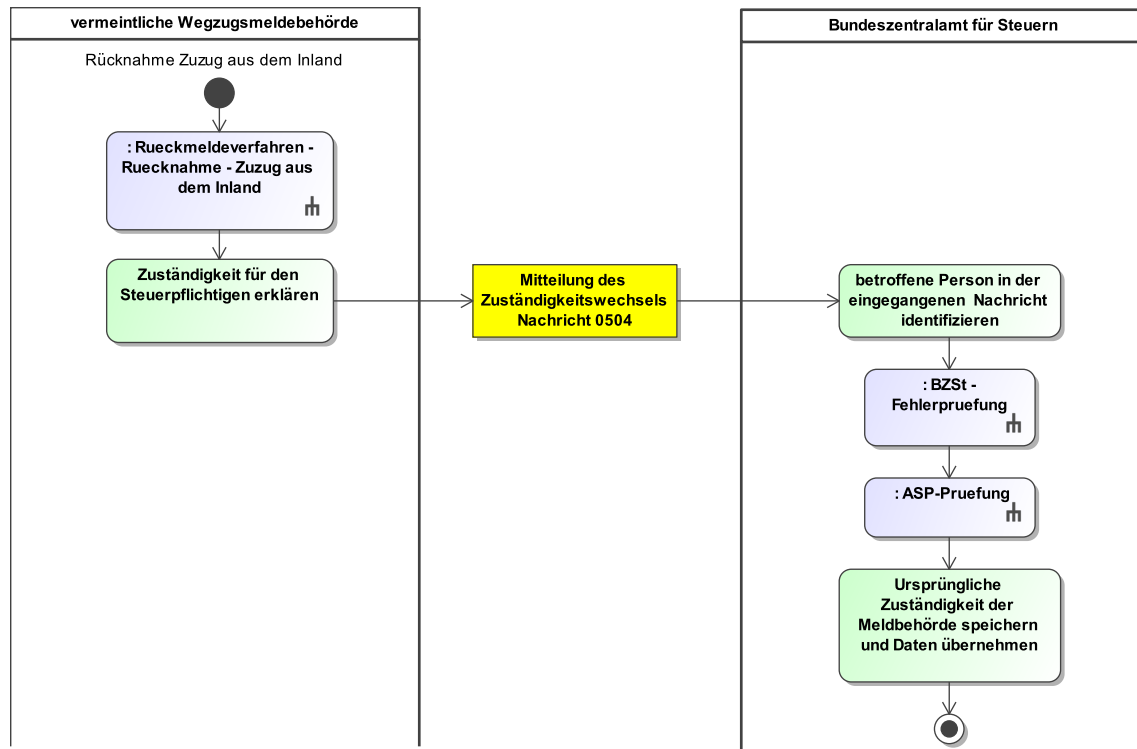 vermeintliche Wegzugsmeldebehörde
Rücknahme Zuzug aus dem Inland
: Rueckmeldeverfahren -
Ruecknahme - Zuzug aus
dem Inland
Zuständigkeit für den
Steuerpflichtigen erklären
Mitteilung des
Zuständigkeitswechsels
Nachricht 0504
Bundeszentralamt für Steuern
betroffene Person in der
eingegangenen Nachricht
identifizieren
: BZSt -
Fehlerpruefung
: ASP-Pruefung
Ursprüngliche
Zuständigkeit der
Meldbehörde speichern
und Daten übernehmen